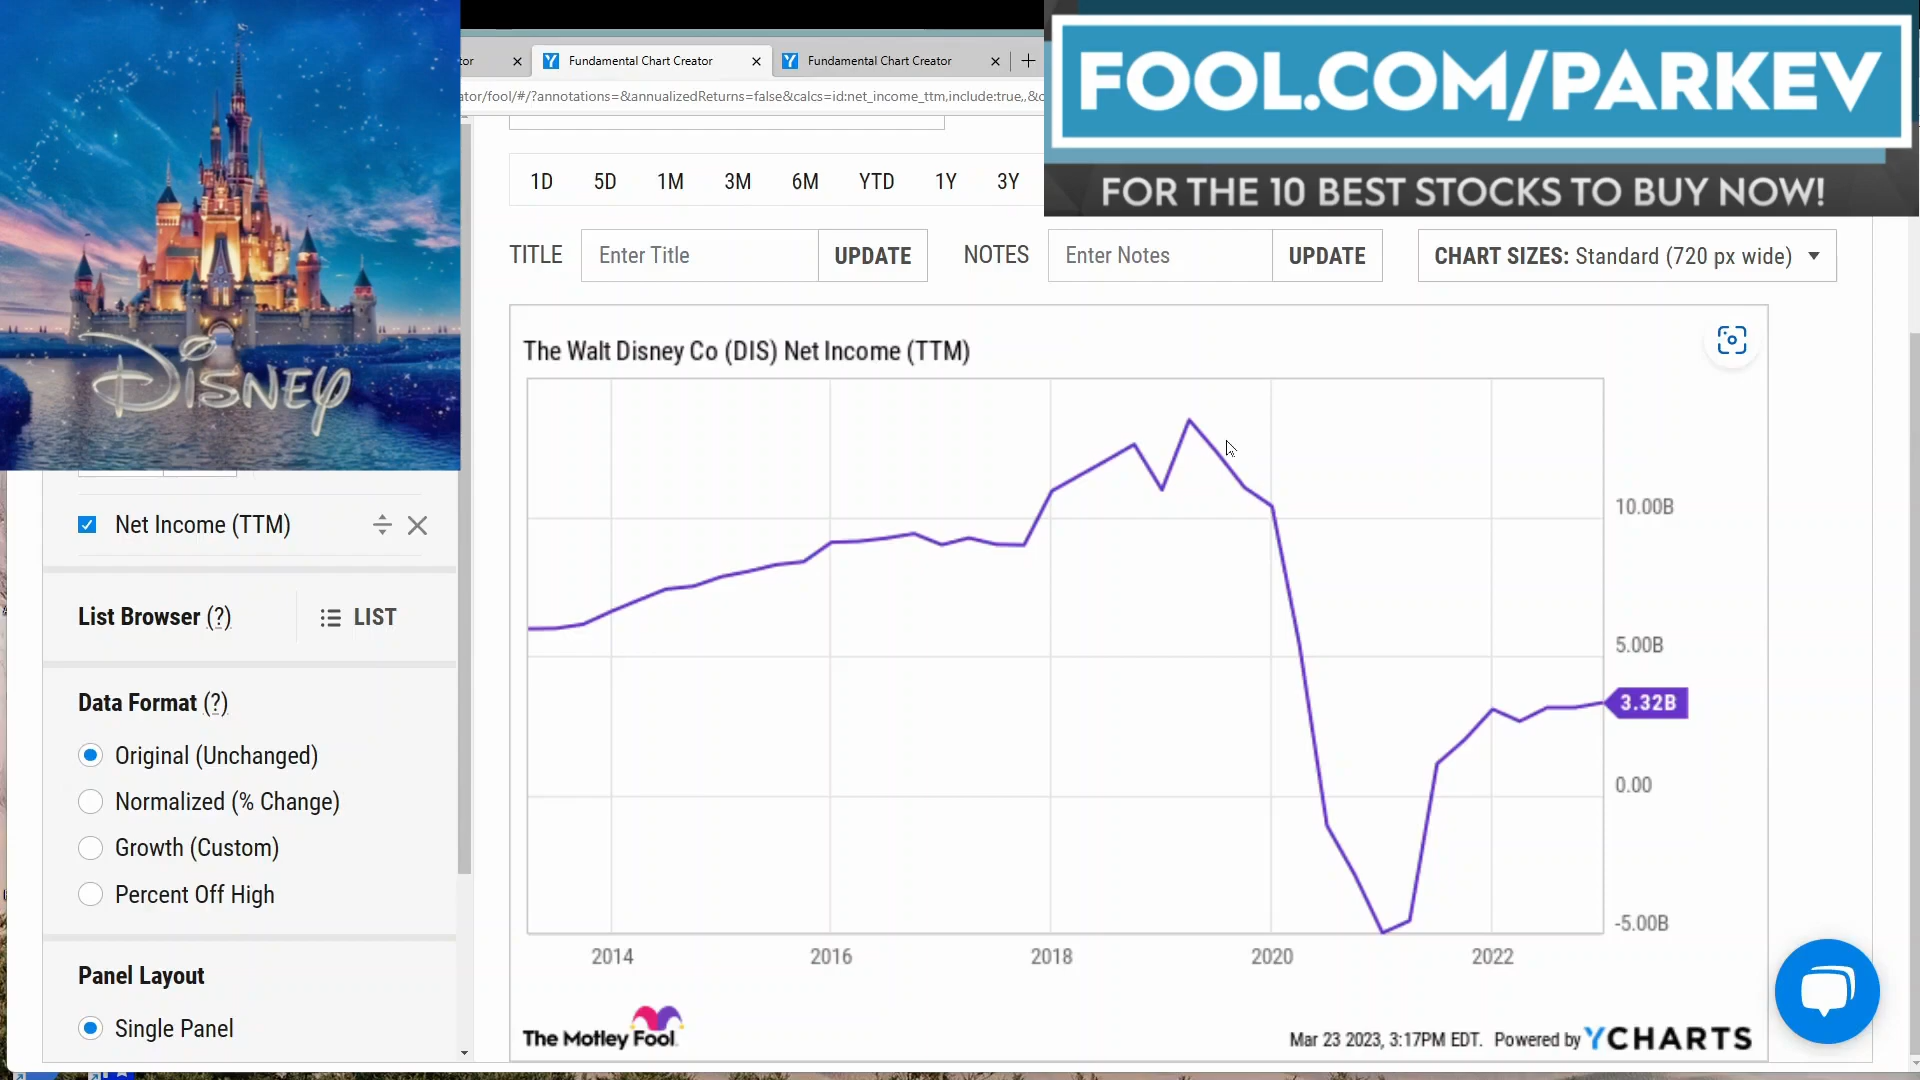 DISNEY
tor
Fundamental Chart Creator
Fundamental Chart Creator
ator/fool/#/?annotations=&annualizedReturns=false&calcs=id:net_income_ttm,include:true,,&c
FOOL.COM/PARKEV
FOR THE 10 BEST STOCKS TO BUY NOW!
1D 5D 1M 3M 6M YTD 1Y 3Y
TITLE Enter Title UPDATE NOTES Enter Notes UPDATE CHART SIZES: Standard (720 px wide)
The Walt Disney Co (DIS) Net Income (TTM)
10.00B
5.00B
3.32B
0.00
-5.00B
2014 2016 2018 2020 2022
The Motley Fool.
Mar 23 2023, 3:17PM EDT. Powered by YCHARTS
Net Income (TTM)
List Browser (?) LIST
Data Format (?)
Original (Unchanged)
Normalized (% Change)
Growth (Custom)
Percent Off High
Panel Layout
Single Panel